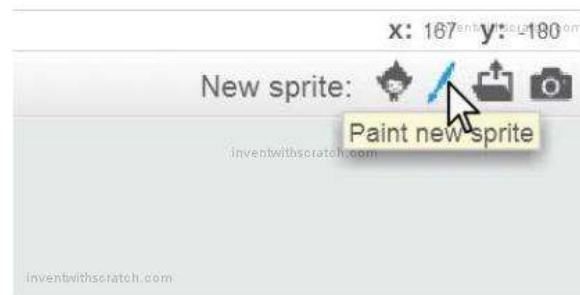 x: 167 y: -180
New sprite:
Paint new sprite
inventwithscratch.com
inventwithscratch.com